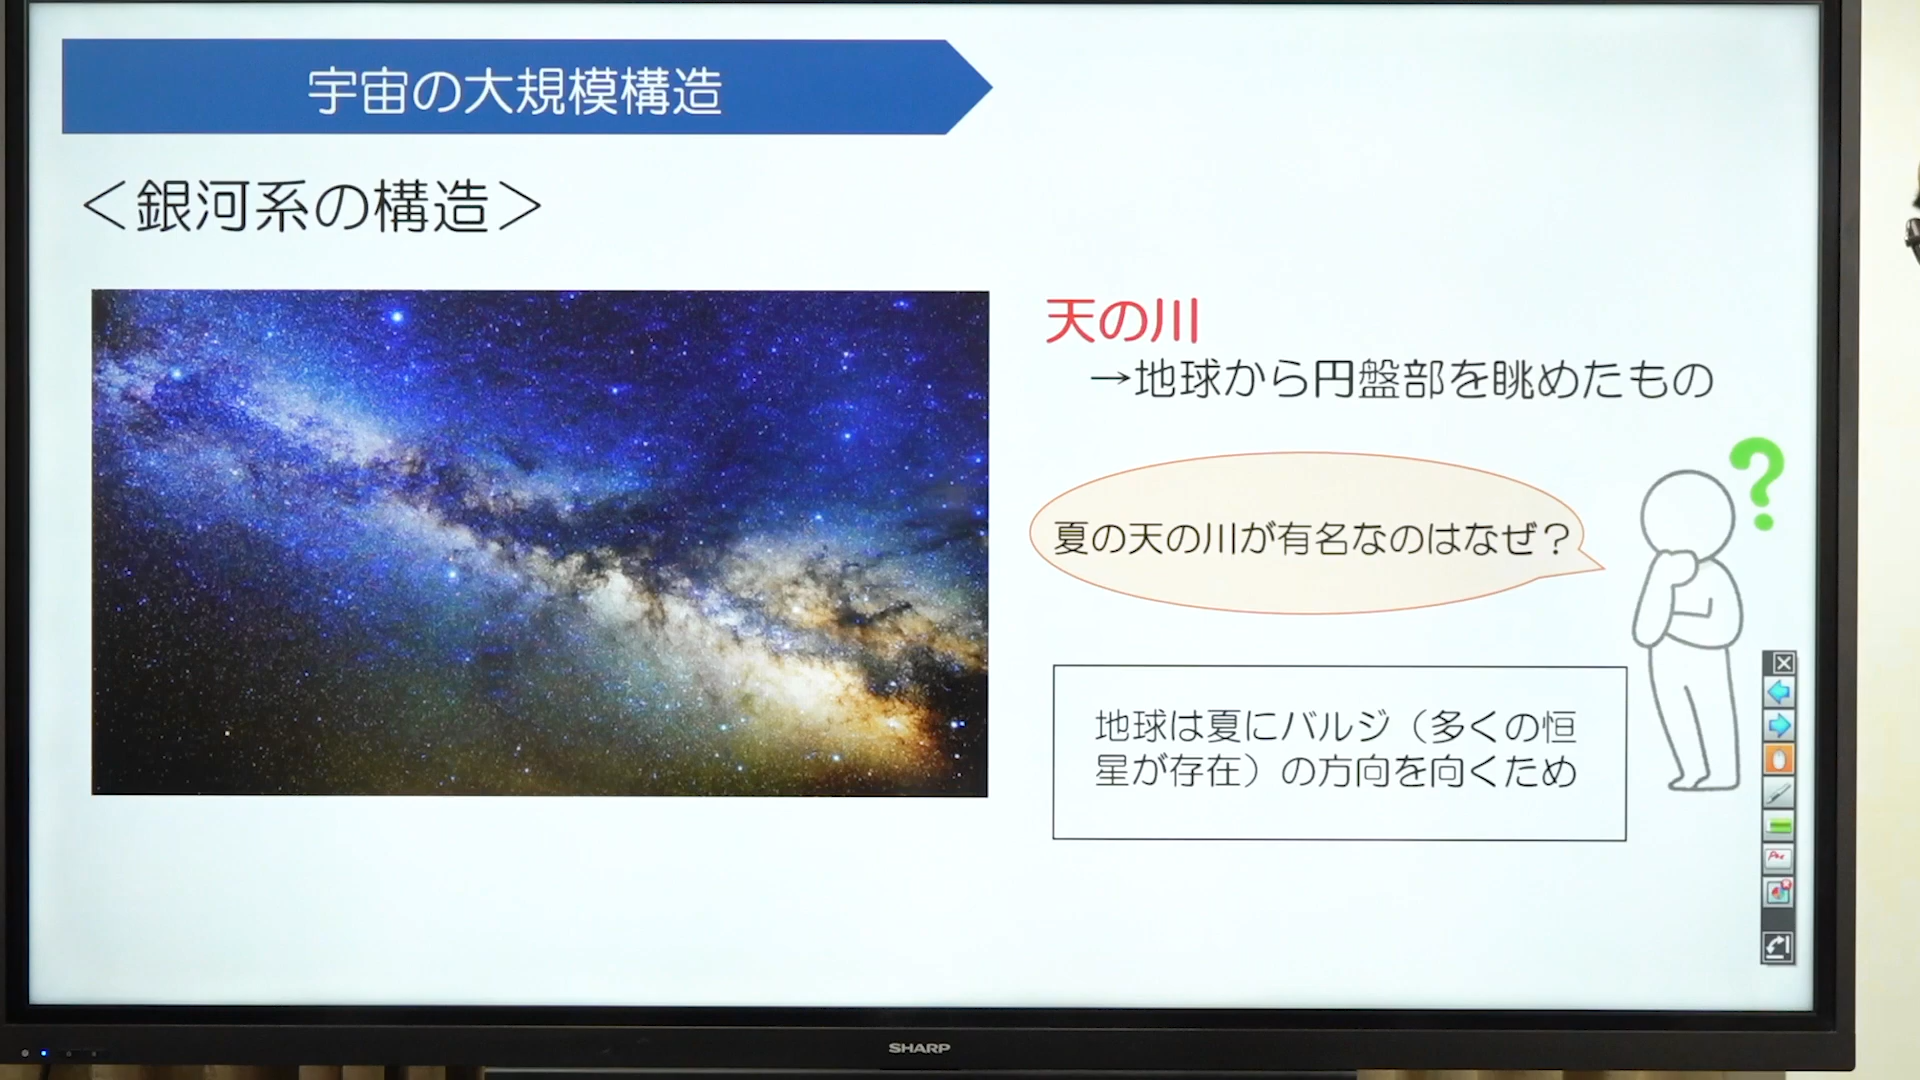 宇宙の大規模構造
＜銀河系の構造＞
天の川
→地球から円盤部を眺めたもの
夏の天の川が有名なのはなぜ？
?
地球は夏にバルジ（多くの恒
星が存在）の方向を向くため
Pen
SHARP